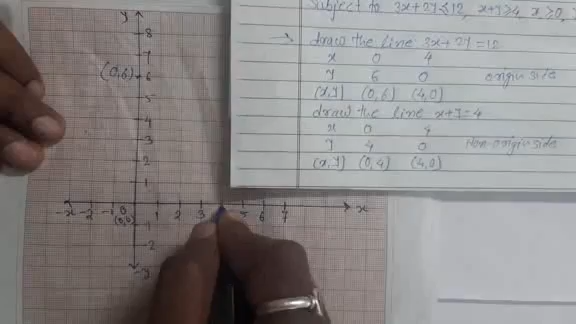 Subject to 3x+2y≤12, x+y≥4, x≥0, y
→ draw the line 3x+2y=12
x 0 4
y 6 0 origin side
(x,y) (0,6) (4,0)
draw the line x+y=4
x 0 4
y 4 0 Non-origin side
(x,y) (0,4) (4,0)
y
8
7
(0,6) 6
5
4
3
2
1
-x -2 -1 0 1 2 3 5 6 7 x
(0,0)
-1
-2
-y